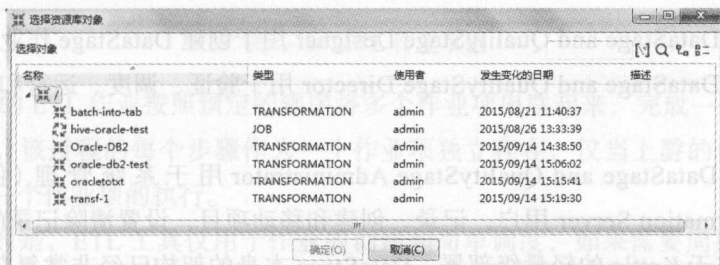 选择资源库对象
选择对象
名称 类型 使用者 发生变化的日期 描述
/
batch-into-tab TRANSFORMATION admin 2015/08/21 11:40:37
hive-oracle-test JOB admin 2015/08/26 13:33:39
Oracle-DB2 TRANSFORMATION admin 2015/09/14 14:38:50
oracle-db2-test TRANSFORMATION admin 2015/09/14 15:06:02
oracletotxt TRANSFORMATION admin 2015/09/14 15:15:41
transf-1 TRANSFORMATION admin 2015/09/14 15:19:30
确定(O) 取消(C)